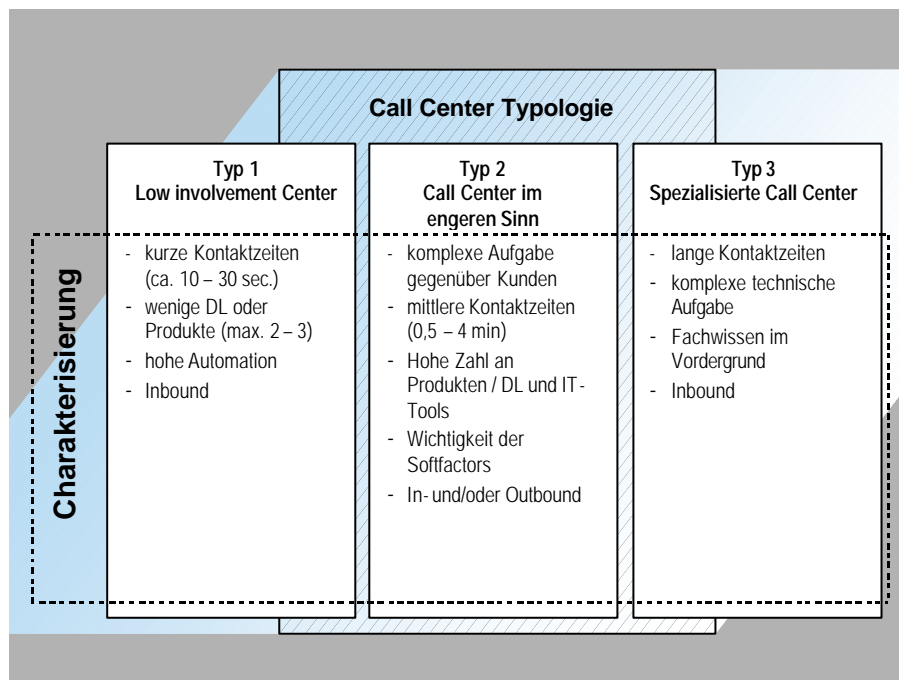 Call Center Typologie
Charakterisierung
Typ 1
Low involvement Center
- kurze Kontaktzeiten
(ca. 10 – 30 sec.)
- wenige DL oder
Produkte (max. 2 – 3)
- hohe Automation
- Inbound
Typ 2
Call Center im
engeren Sinn
- komplexe Aufgabe
gegenüber Kunden
- mittlere Kontaktzeiten
(0,5 – 4 min)
- Hohe Zahl an
Produkten / DL und IT-
Tools
- Wichtigkeit der
Softfactors
- In- und/oder Outbound
Typ 3
Spezialisierte Call Center
- lange Kontaktzeiten
- komplexe technische
Aufgabe
- Fachwissen im
Vordergrund
- Inbound